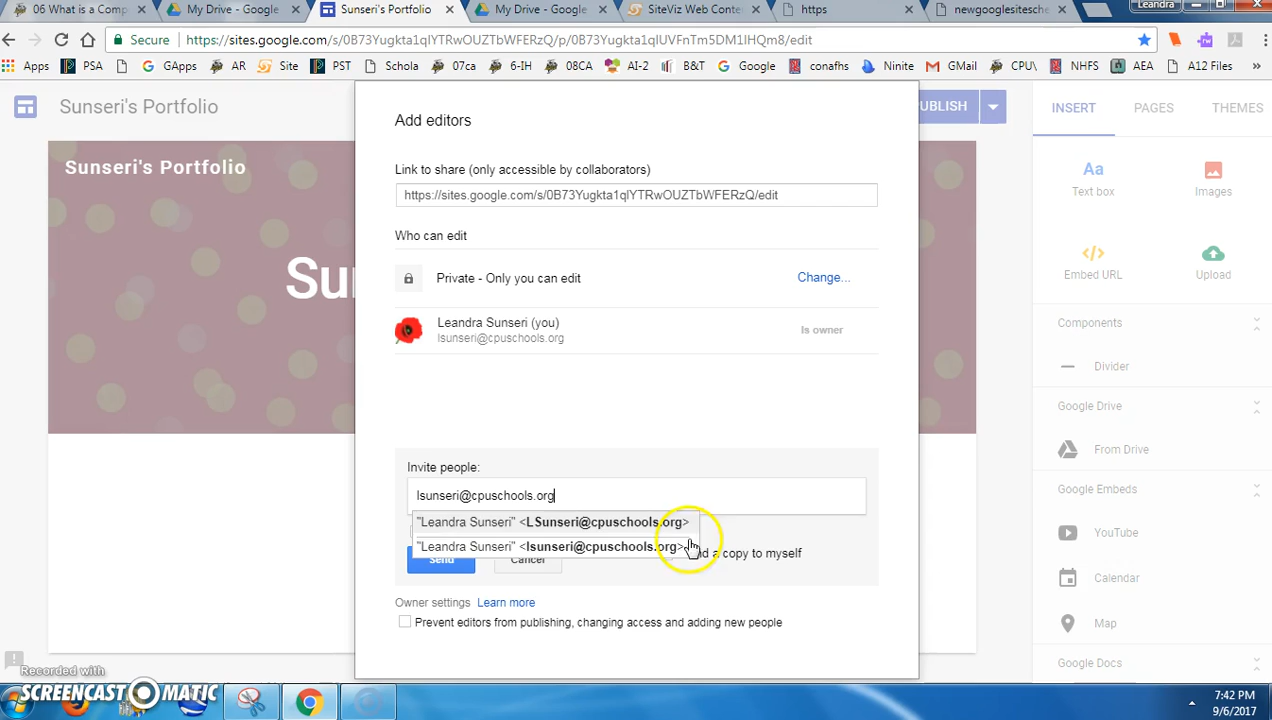 06 What is a Comp
My Drive - Google
Sunseri's Portfolio
My Drive - Google
SiteViz Web Conte
https
newgooglesitesche
Leandra
Secure
https://sites.google.com/s/0B73Yugkta1qlYTRwOUZTbWFERzQ/p/0B73Yugkta1qlUVFnTm5DM1lHQm8/edit
Apps PSA GApps AR Site PST Schola 07ca 6-IH 08CA AI-2 B&T Google conafhs Ninite GMail CPU\ NHFS AEA A12 Files »
Sunseri's Portfolio
PUBLISH
INSERT PAGES THEMES
Sunseri's Portfolio
Su
Add editors
Link to share (only accessible by collaborators)
https://sites.google.com/s/0B73Yugkta1qlYTRwOUZTbWFERzQ/edit
Who can edit
Private - Only you can edit
Change...
Leandra Sunseri (you)
lsunseri@cpuschools.org
Is owner
Invite people:
lsunseri@cpuschools.org
"Leandra Sunseri" <LSunseri@cpuschools.org>
"Leandra Sunseri" <lsunseri@cpuschools.org>
nd a copy to myself
Send
Cancel
Owner settings Learn more
Prevent editors from publishing, changing access and adding new people
Aa
Text box
Images
Embed URL
Upload
Components
Divider
Google Drive
From Drive
Google Embeds
YouTube
Calendar
Map
Google Docs
Recorded with
SCREENCAST MATIC
7:42 PM
9/6/2017